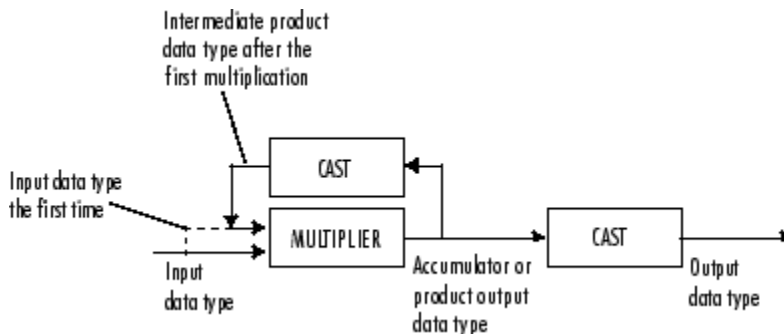 Intermediate product
data type after the
first multiplication
CAST
Input data type
the first time
MULTIPLIER
CAST
Input
data type
Accumulator or
product output
data type
Output
data type